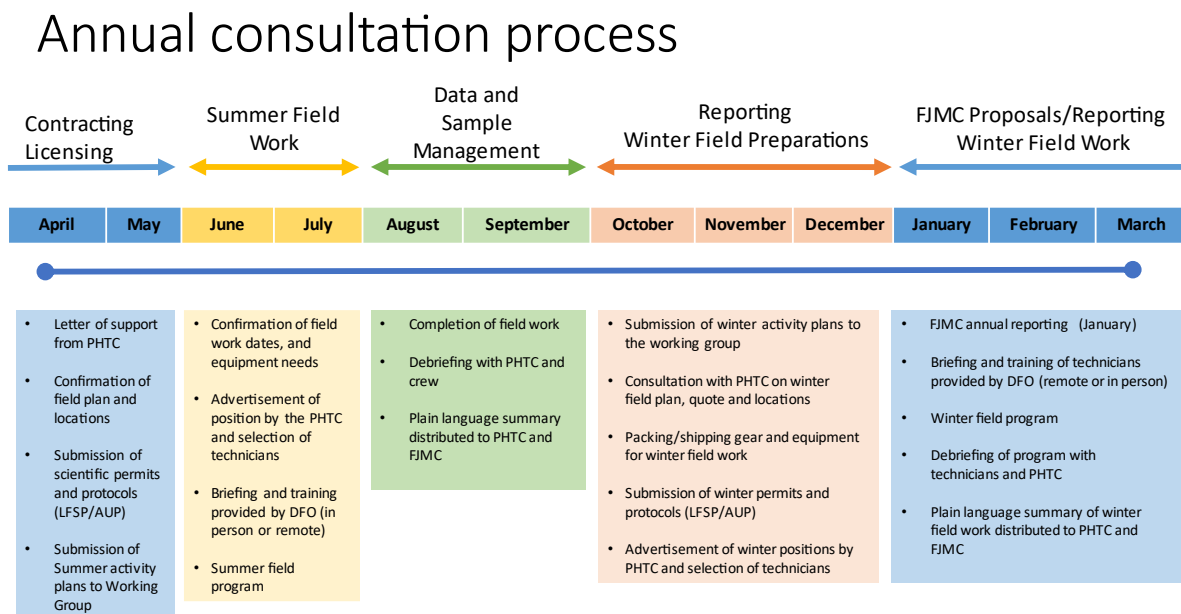 Annual consultation process
Contracting
Licensing
Summer Field
Work
Data and
Sample
Management
Reporting
Winter Field Preparations
FJMC Proposals/Reporting
Winter Field Work
April
May
June
July
August
September
October
November
December
January
February
March
• Letter of support
from PHTC
• Confirmation of
field plan and
locations
• Submission of
scientific permits
and protocols
(LFSP/AUP)
• Submission of
Summer activity
plans to Working
Group
• Confirmation of field
work dates, and
equipment needs
• Advertisement of
position by the PHTC
and selection of
technicians
• Briefing and training
provided by DFO (in
person or remote)
• Summer field
program
• Completion of field work
• Debriefing with PHTC and
crew
• Plain language summary
distributed to PHTC and
FJMC
• Submission of winter activity plans to
the working group
• Consultation with PHTC on winter
field plan, quote and locations
• Packing/shipping gear and equipment
for winter field work
• Submission of winter permits and
protocols (LFSP/AUP)
• Advertisement of winter positions by
PHTC and selection of technicians
• FJMC annual reporting (January)
• Briefing and training of technicians
provided by DFO (remote or in person)
• Winter field program
• Debriefing of program with
technicians and PHTC
• Plain language summary of winter
field work distributed to PHTC and
FJMC